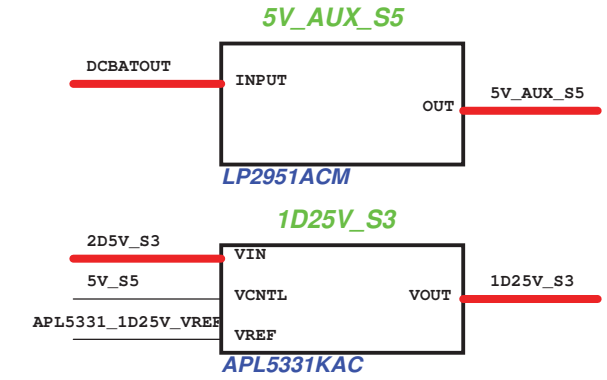 5V_AUX_S5
DCBATOUT
INPUT
5V_AUX_S5
OUT
LP2951ACM
1D25V_S3
2D5V_S3
VIN
5V_S5
VCNTL
VOUT
1D25V_S3
APL5331_1D25V_VREF
VREF
APL5331KAC